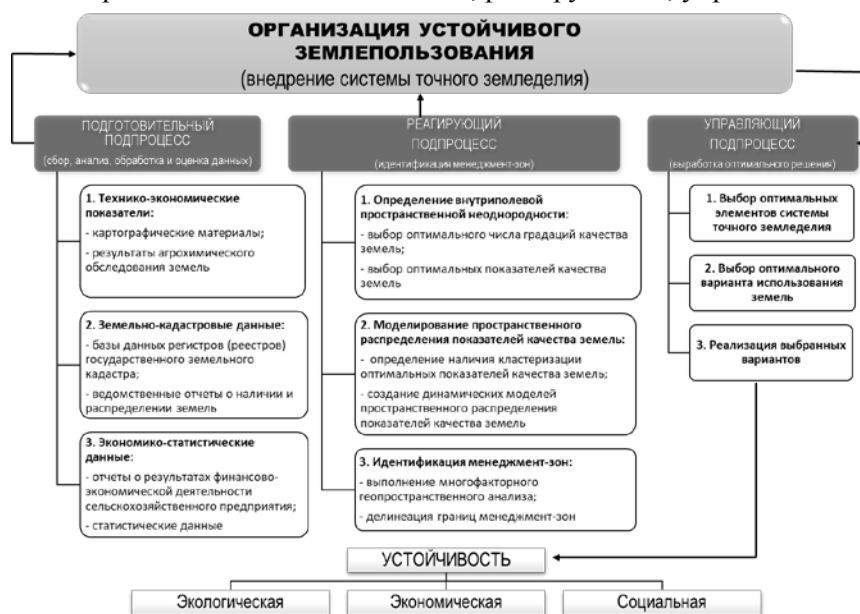 ОРГАНИЗАЦИЯ УСТОЙЧИВОГО
ЗЕМЛЕПОЛЬЗОВАНИЯ
(внедрение системы точного земледелия)
ПОДГОТОВИТЕЛЬНЫЙ
ПОДПРОЦЕСС
(сбор, анализ, обработка и оценка данных)
1. Технико-экономические
показатели:
- картографические материалы;
- результаты агрохимического
обследования земель
2. Земельно-кадастровые данные:
- базы данных регистров (реестров)
государственного земельного
кадастра;
- ведомственные отчеты о наличии и
распределении земель
3. Экономико-статистические
данные:
- отчеты о результатах финансово-
экономической деятельности
сельскохозяйственного предприятия;
- статистические данные
РЕАГИРУЮЩИЙ
ПОДПРОЦЕСС
(идентификация менеджмент-зон)
1. Определение внутриполевой
пространственной неоднородности:
- выбор оптимального числа градаций качества
земель;
- выбор оптимальных показателей качества
земель
2. Моделирование пространственного
распределения показателей качества земель:
- определение наличия кластеризации
оптимальных показателей качества земель;
- создание динамических моделей
пространственного распределения
показателей качества земель
3. Идентификация менеджмент-зон:
- выполнение многофакторного
геопространственного анализа;
- делинеация границ менеджмент-зон
УПРАВЛЯЮЩИЙ
ПОДПРОЦЕСС
(выработка оптимального решения)
1. Выбор оптимальных
элементов системы
точного земледелия
2. Выбор оптимального
варианта использования
земель
3. Реализация выбранных
вариантов
УСТОЙЧИВОСТЬ
Экологическая
Экономическая
Социальная